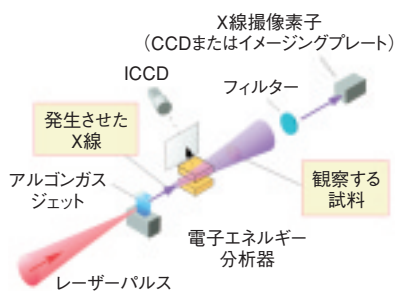 X線撮像素子
(CCDまたはイメージングプレート)
ICCD
フィルター
発生させた
X線
アルゴンガス
ジェット
観察する
試料
電子エネルギー
分析器
レーザーパルス